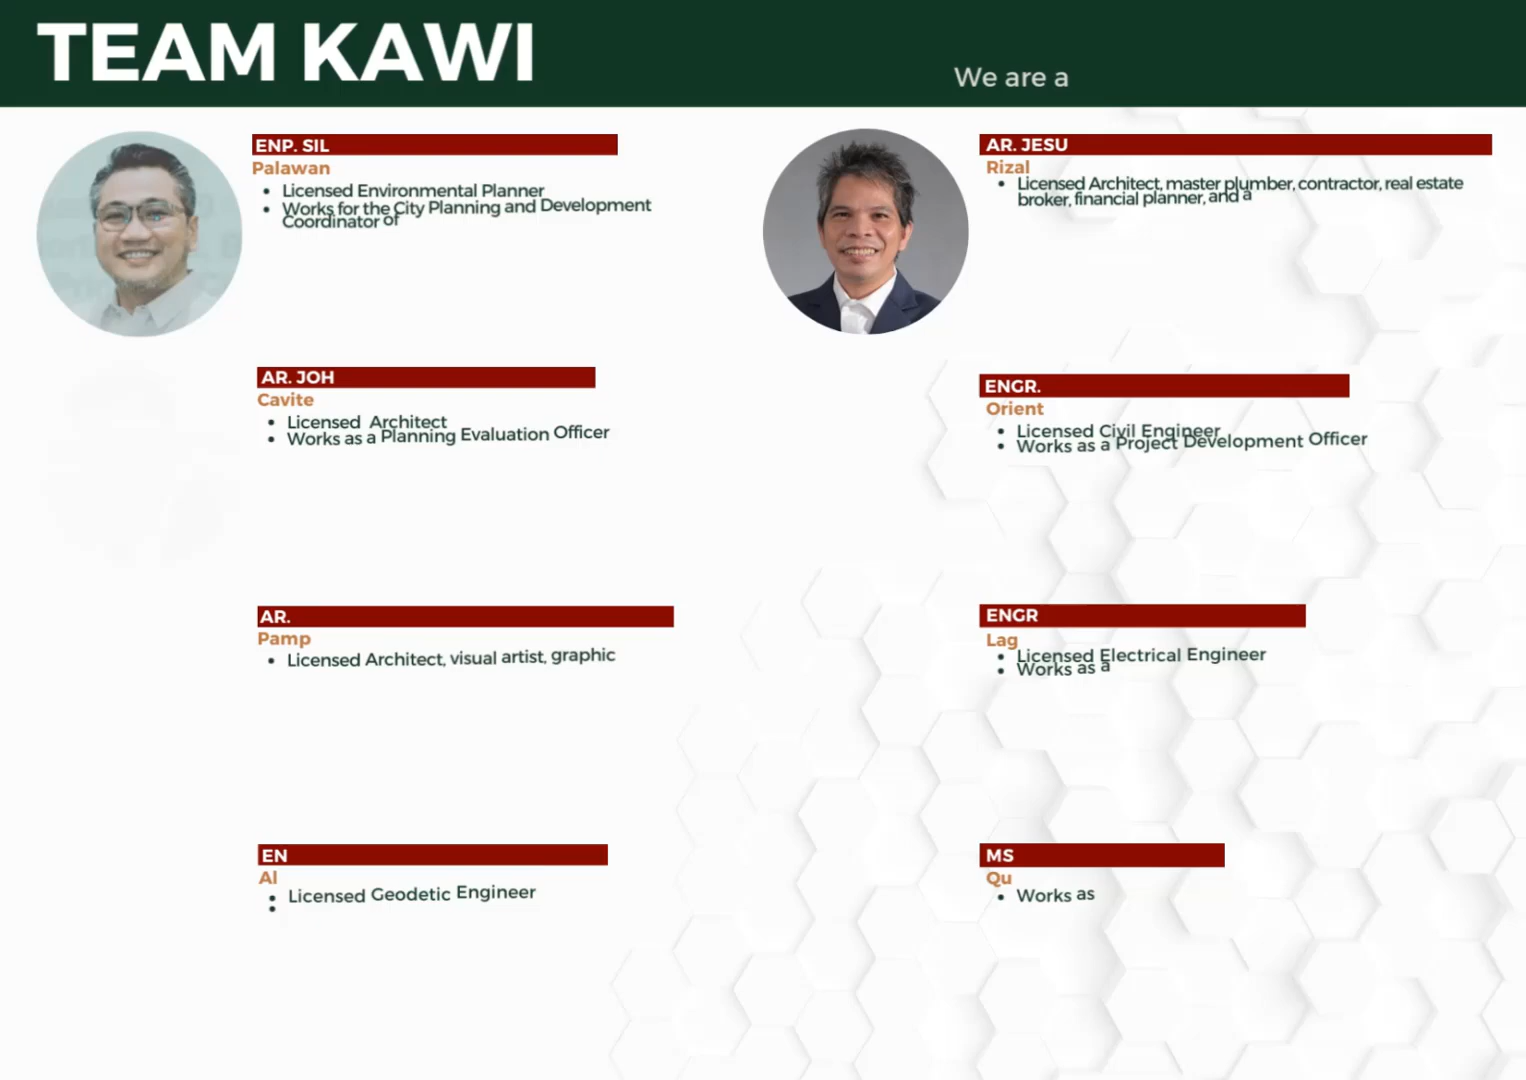 TEAM KAWI
We are a
ENP. SIL
Palawan
• Licensed Environmental Planner
• Works for the City Planning and Development
Coordinator of
AR. JESU
Rizal
• Licensed Architect, master plumber, contractor, real estate
broker, financial planner, and a
AR. JOH
Cavite
• Licensed Architect
• Works as a Planning Evaluation Officer
ENGR.
Orient
• Licensed Civil Engineer
• Works as a Project Development Officer
AR.
Pamp
• Licensed Architect, visual artist, graphic
ENGR
Lag
• Licensed Electrical Engineer
• Works as a
EN
Al
• Licensed Geodetic Engineer
•
MS
Qu
• Works as